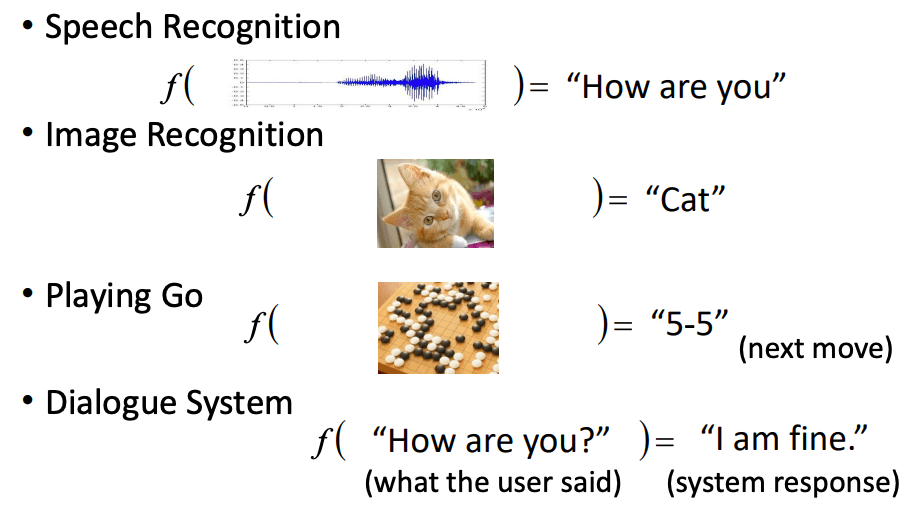 • Speech Recognition
f( )= “How are you”
• Image Recognition
f( )= “Cat”
• Playing Go
f( )= “5-5”
(next move)
• Dialogue System
f( “How are you?” )= “I am fine.”
(what the user said) (system response)